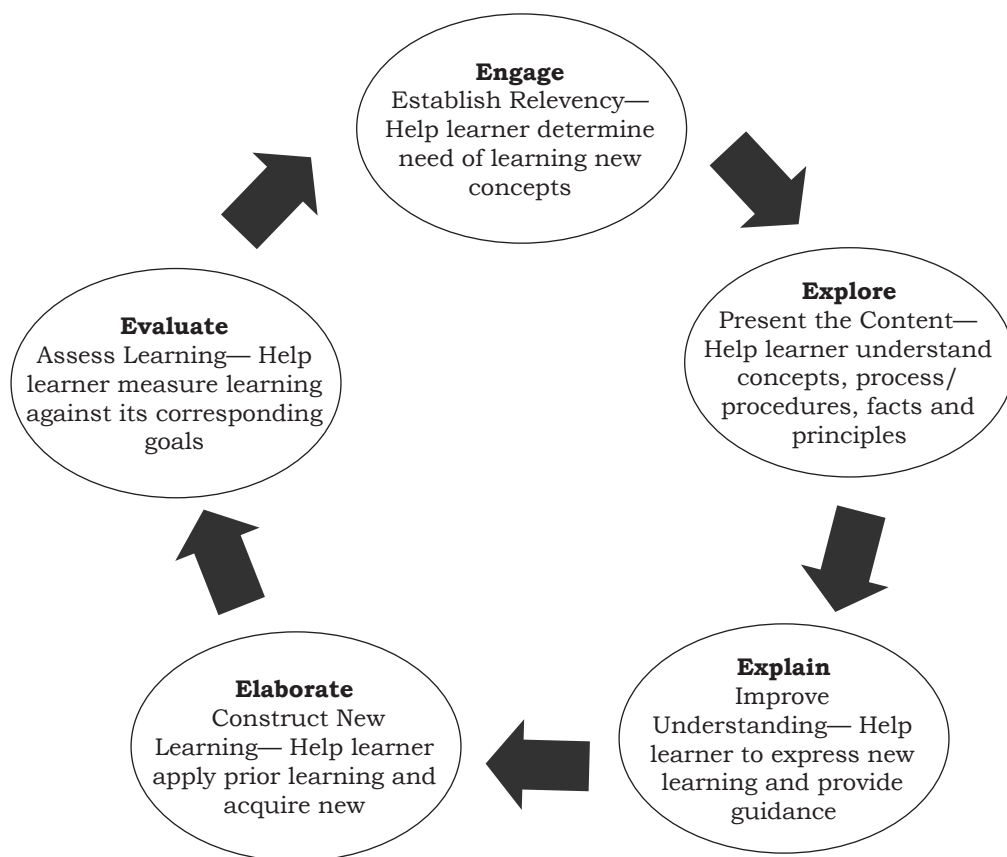 Engage
Establish Relevency—
Help learner determine
need of learning new
concepts
Explore
Present the Content—
Help learner understand
concepts, process/
procedures, facts and
principles
Explain
Improve
Understanding— Help
learner to express new
learning and provide
guidance
Elaborate
Construct New
Learning— Help learner
apply prior learning and
acquire new
Evaluate
Assess Learning— Help
learner measure learning
against its corresponding
goals